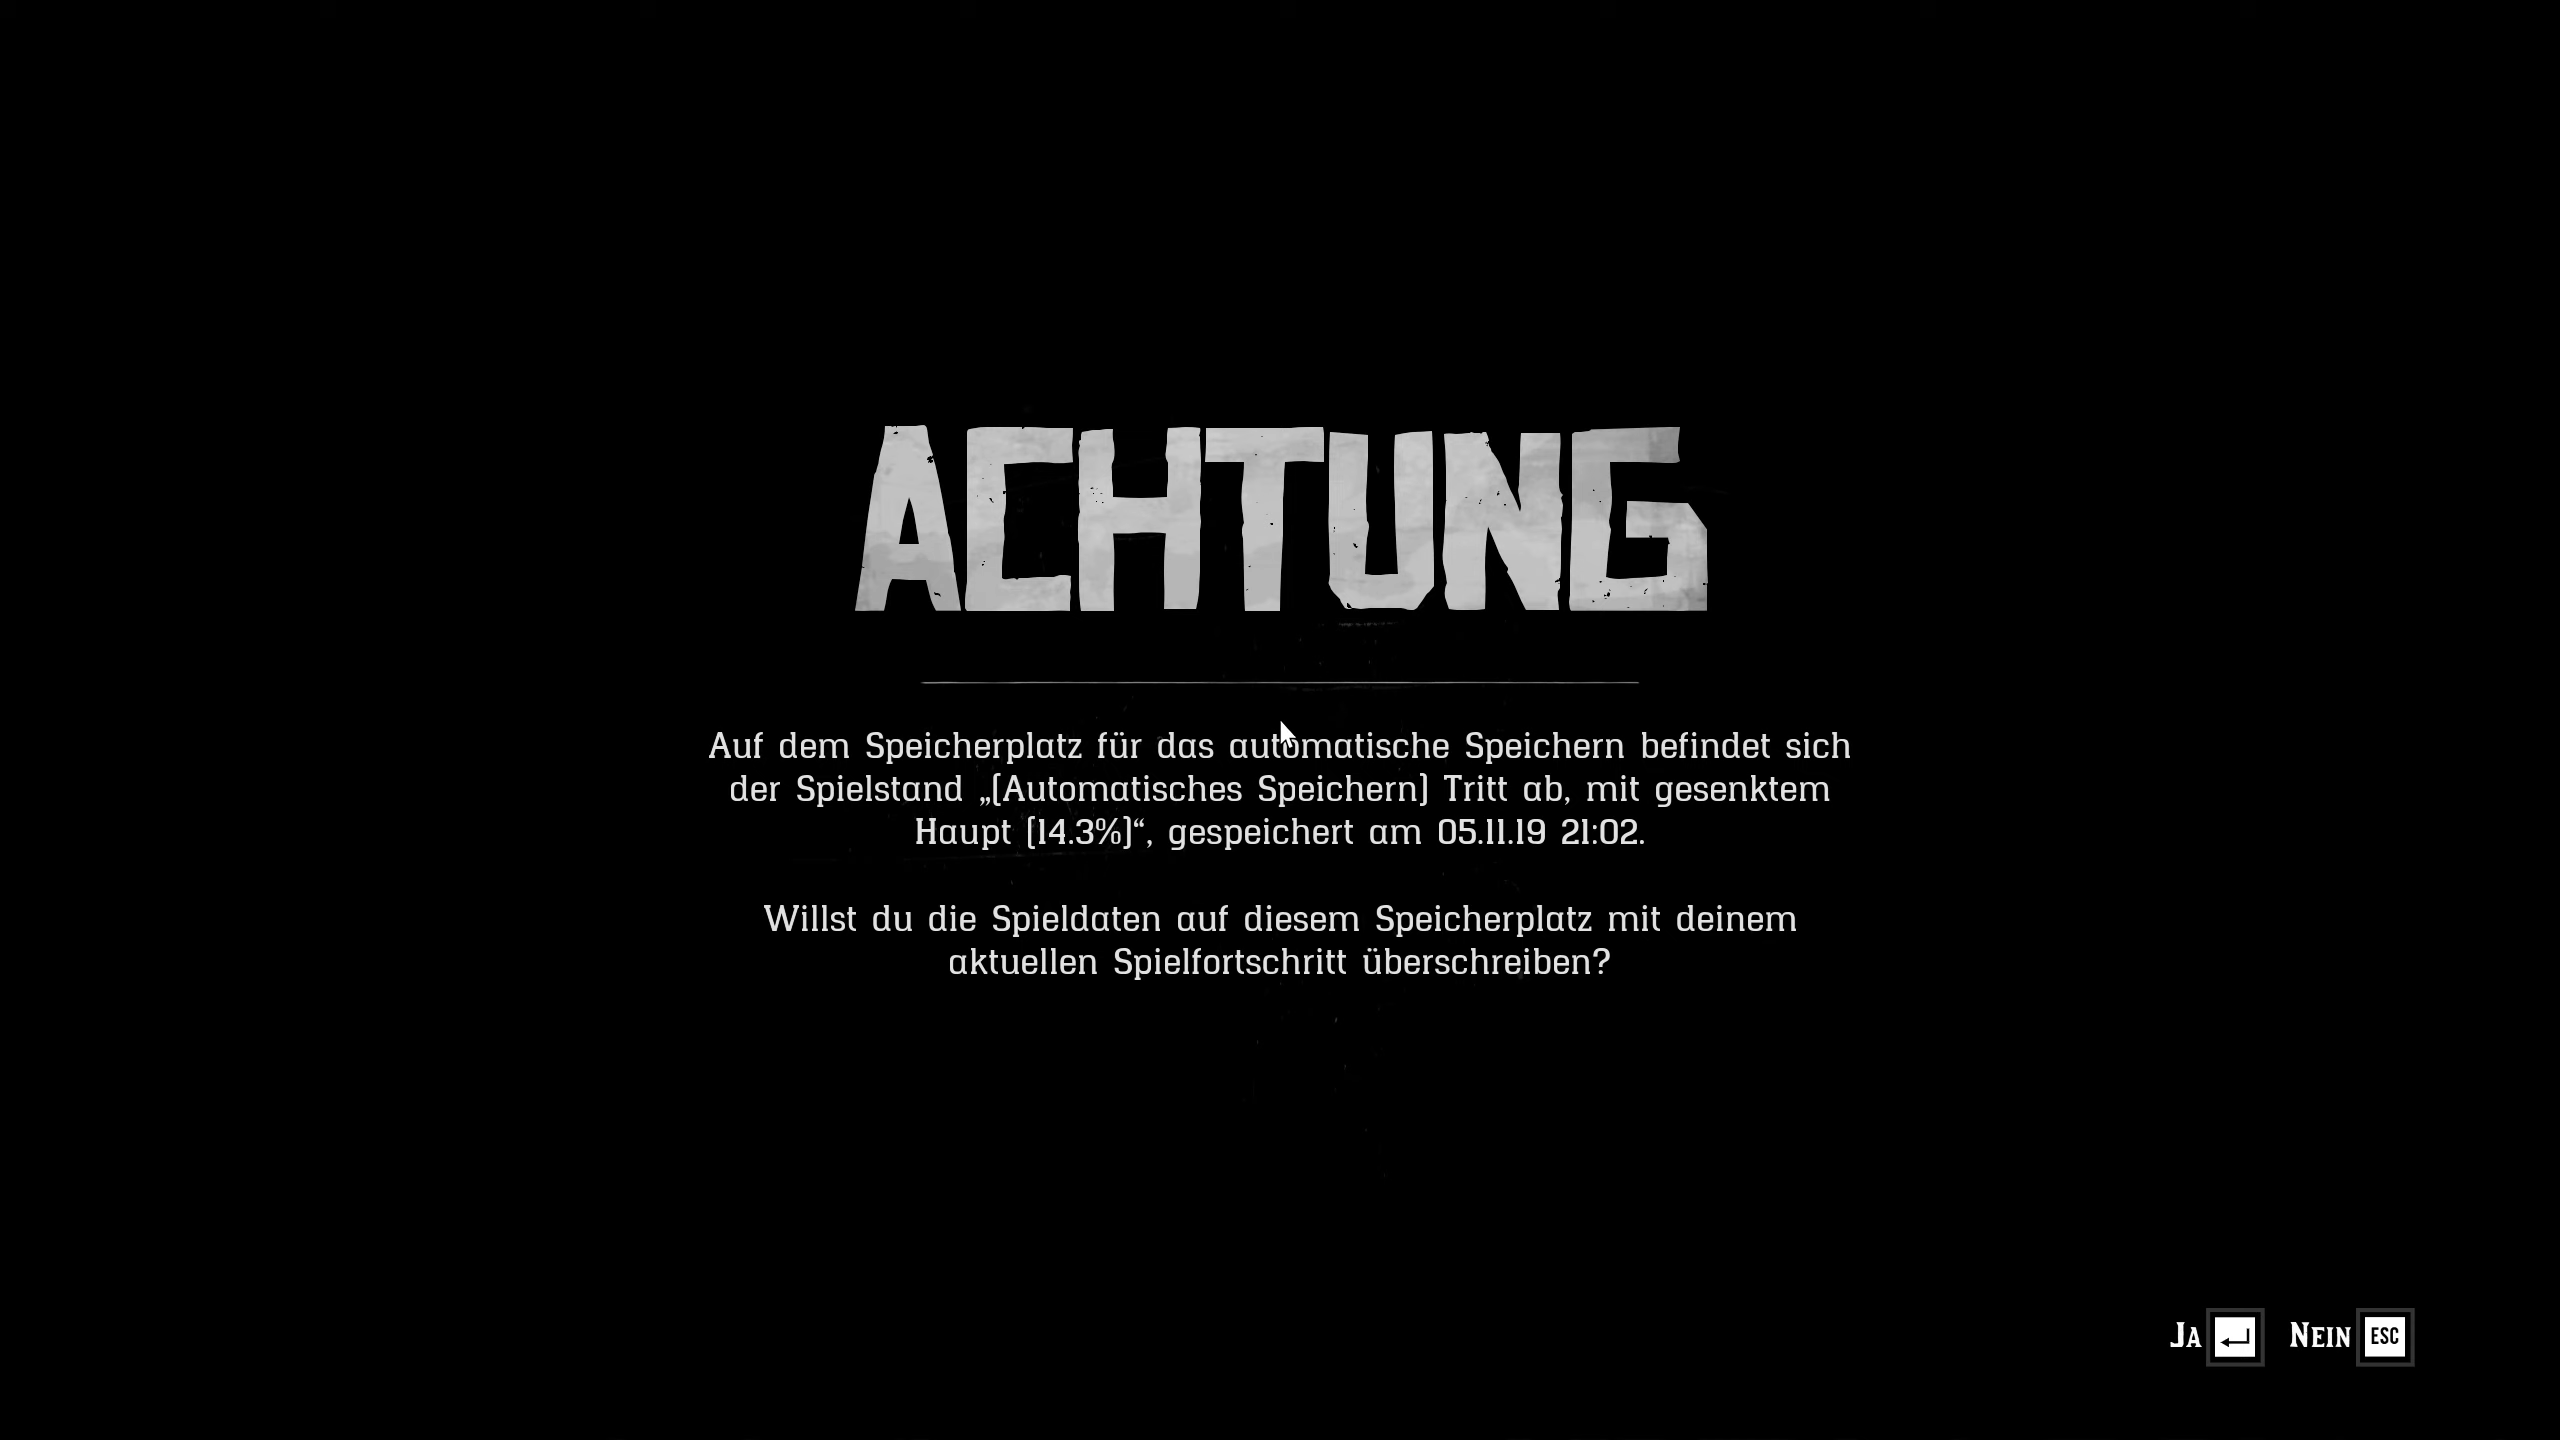 ACHTUNG
Auf dem Speicherplatz für das automatische Speichern befindet sich
der Spielstand „(Automatisches Speichern) Tritt ab, mit gesenktem
Haupt (14.3%)“, gespeichert am 05.11.19 21:02.
Willst du die Spieldaten auf diesem Speicherplatz mit deinem
aktuellen Spielfortschritt überschreiben?
Ja Nein ESC